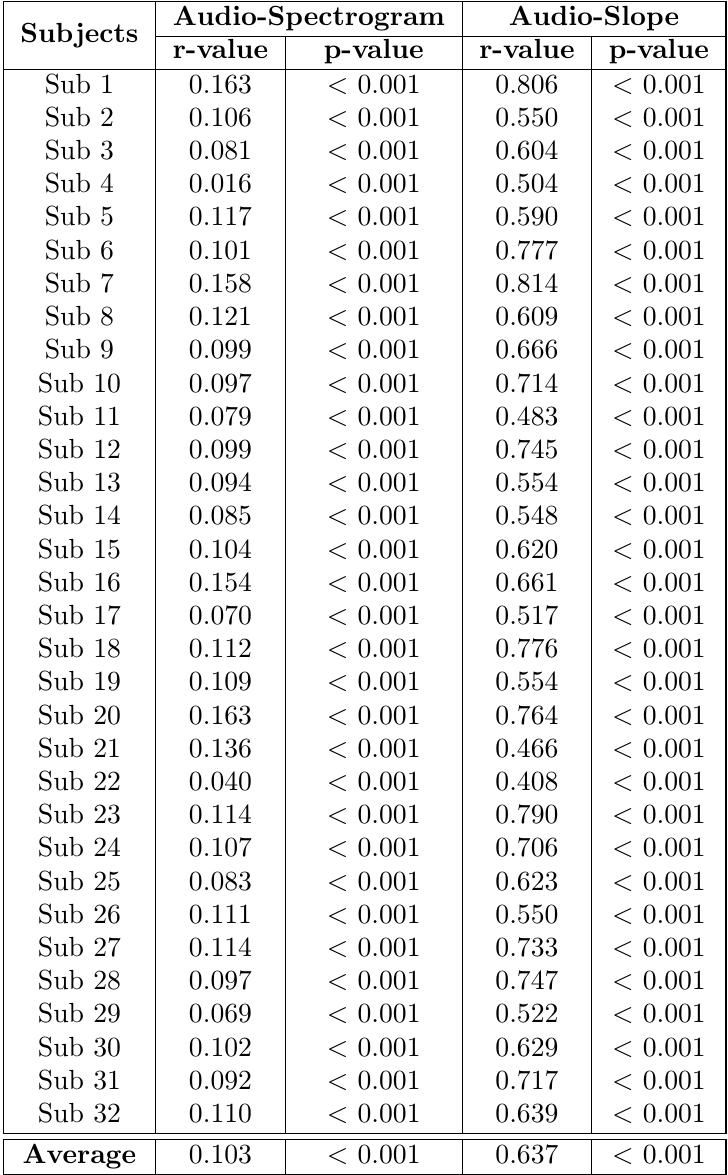 Subjects Audio-Spectrogram Audio-Slope
r-value p-value r-value p-value
Sub 1 0.163 < 0.001 0.806 < 0.001
Sub 2 0.106 < 0.001 0.550 < 0.001
Sub 3 0.081 < 0.001 0.604 < 0.001
Sub 4 0.016 < 0.001 0.504 < 0.001
Sub 5 0.117 < 0.001 0.590 < 0.001
Sub 6 0.101 < 0.001 0.777 < 0.001
Sub 7 0.158 < 0.001 0.814 < 0.001
Sub 8 0.121 < 0.001 0.609 < 0.001
Sub 9 0.099 < 0.001 0.666 < 0.001
Sub 10 0.097 < 0.001 0.714 < 0.001
Sub 11 0.079 < 0.001 0.483 < 0.001
Sub 12 0.099 < 0.001 0.745 < 0.001
Sub 13 0.094 < 0.001 0.554 < 0.001
Sub 14 0.085 < 0.001 0.548 < 0.001
Sub 15 0.104 < 0.001 0.620 < 0.001
Sub 16 0.154 < 0.001 0.661 < 0.001
Sub 17 0.070 < 0.001 0.517 < 0.001
Sub 18 0.112 < 0.001 0.776 < 0.001
Sub 19 0.109 < 0.001 0.554 < 0.001
Sub 20 0.163 < 0.001 0.764 < 0.001
Sub 21 0.136 < 0.001 0.466 < 0.001
Sub 22 0.040 < 0.001 0.408 < 0.001
Sub 23 0.114 < 0.001 0.790 < 0.001
Sub 24 0.107 < 0.001 0.706 < 0.001
Sub 25 0.083 < 0.001 0.623 < 0.001
Sub 26 0.111 < 0.001 0.550 < 0.001
Sub 27 0.114 < 0.001 0.733 < 0.001
Sub 28 0.097 < 0.001 0.747 < 0.001
Sub 29 0.069 < 0.001 0.522 < 0.001
Sub 30 0.102 < 0.001 0.629 < 0.001
Sub 31 0.092 < 0.001 0.717 < 0.001
Sub 32 0.110 < 0.001 0.639 < 0.001
Average 0.103 < 0.001 0.637 < 0.001